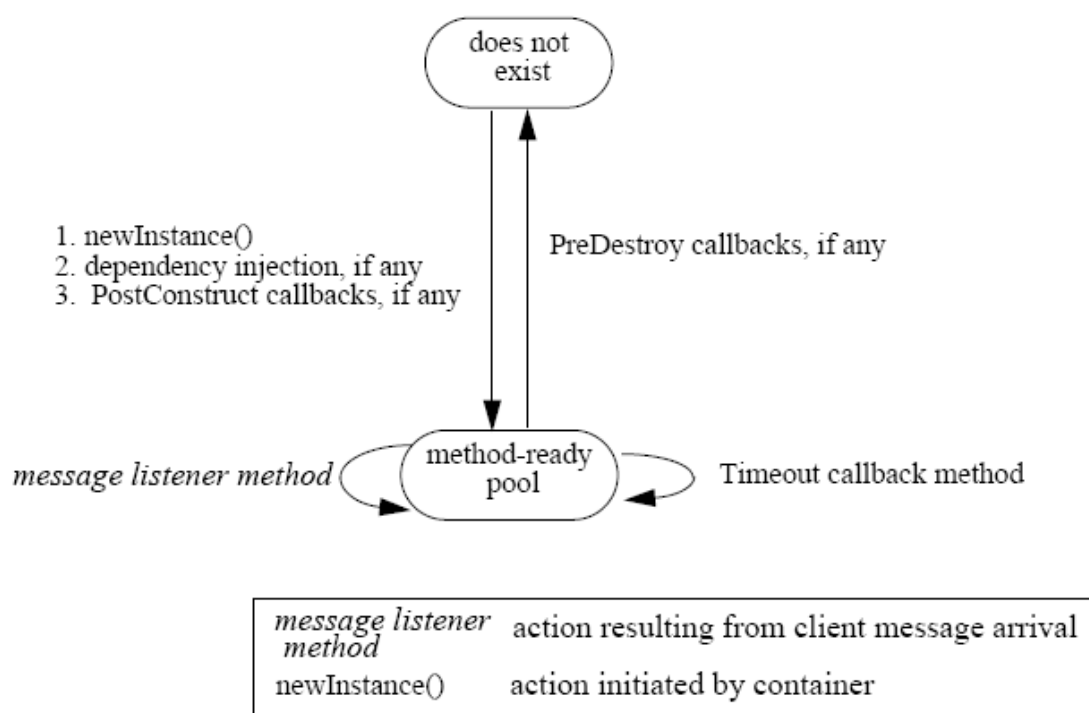 does not
exist
1. newInstance()
2. dependency injection, if any
3. PostConstruct callbacks, if any
PreDestroy callbacks, if any
method-ready
pool
message listener method
Timeout callback method
message listener
method
action resulting from client message arrival
newInstance()
action initiated by container